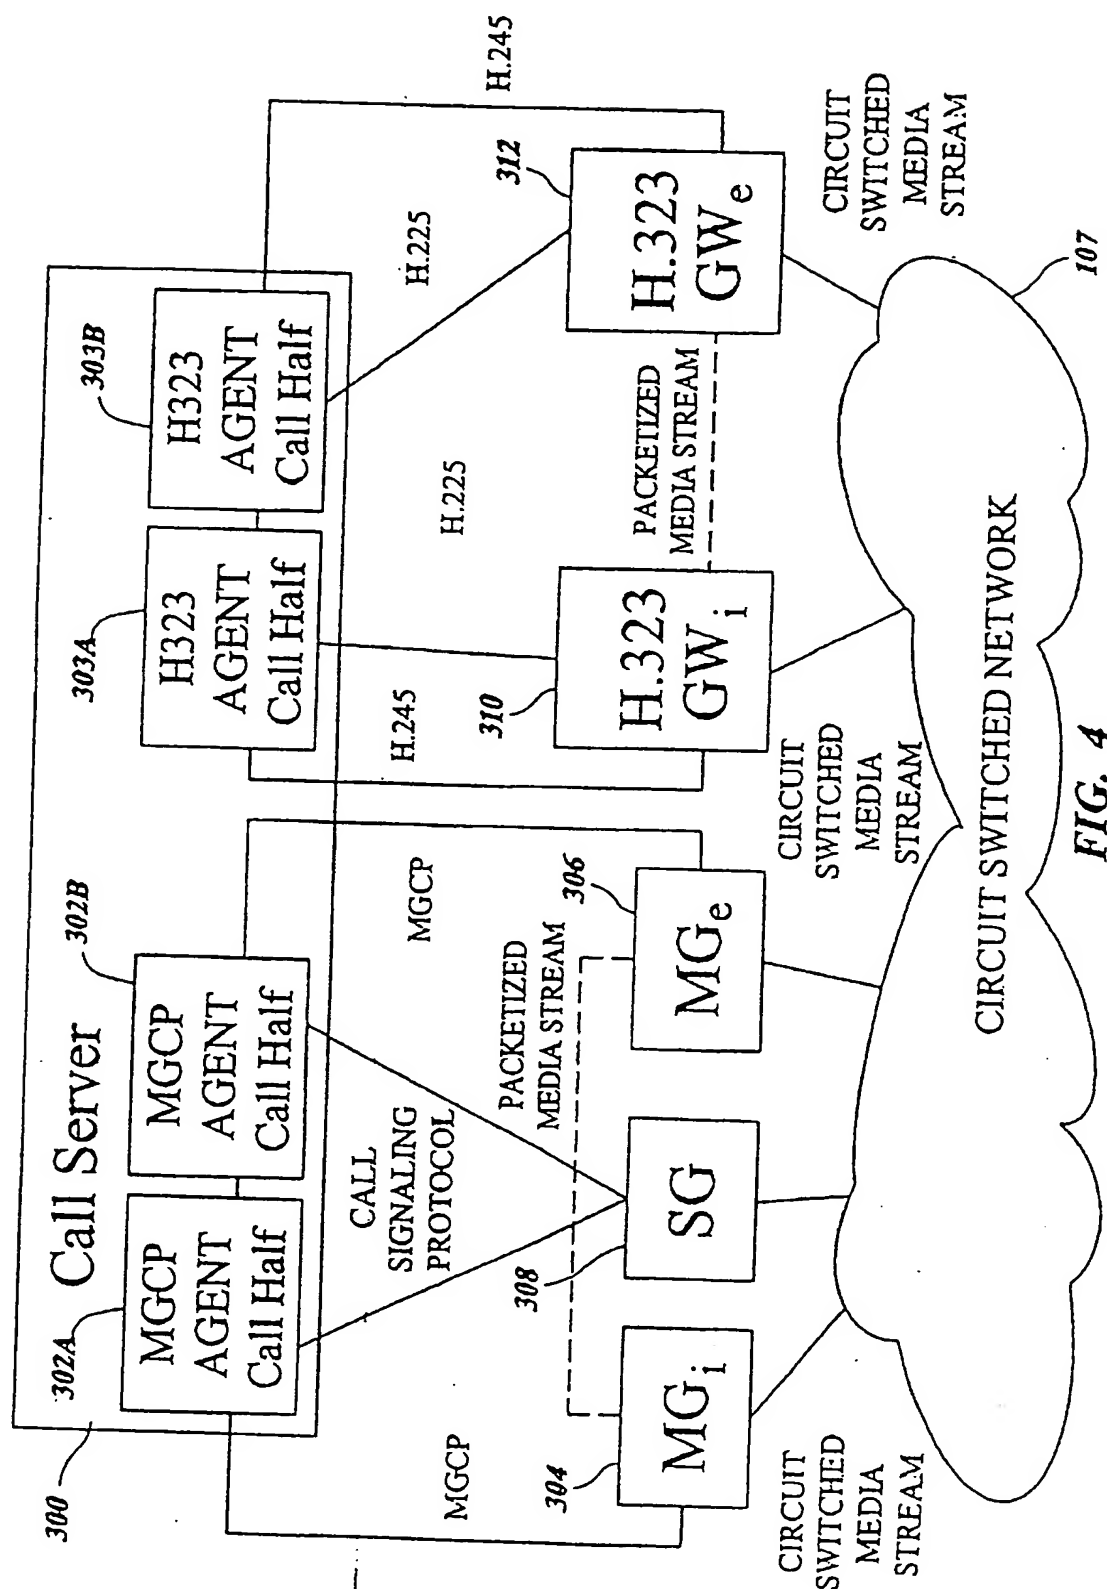 300
Call Server
302A
MGCP
AGENT
Call Half
302B
MGCP
AGENT
Call Half
303A
H323
AGENT
Call Half
303B
H323
AGENT
Call Half
MGCP
CALL
SIGNALING
PROTOCOL
MGCP
H.245
H.225
H.225
H.245
304
MGi
308
SG
PACKETIZED
MEDIA STREAM
306
MGe
310
H.323
GWi
PACKETIZED
MEDIA STREAM
312
H.323
GWe
CIRCUIT
SWITCHED
MEDIA
STREAM
CIRCUIT
SWITCHED
MEDIA
STREAM
CIRCUIT
SWITCHED
MEDIA
STREAM
107
CIRCUIT SWITCHED NETWORK
FIG. 4